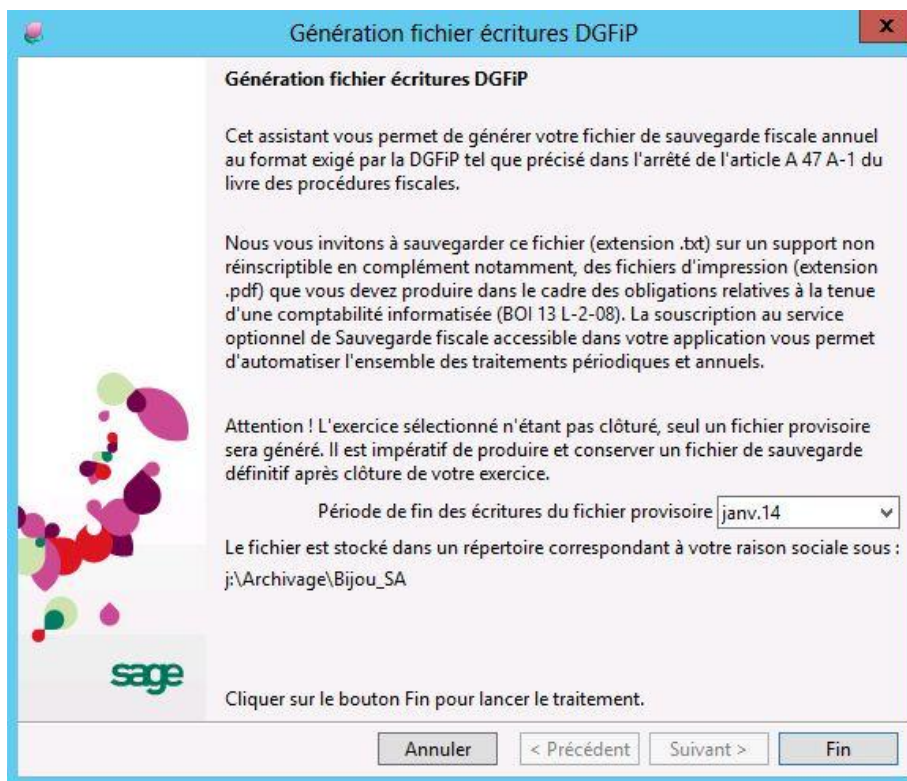 Génération fichier écritures DGFiP
x
Génération fichier écritures DGFiP
Cet assistant vous permet de générer votre fichier de sauvegarde fiscale annuel
au format exigé par la DGFiP tel que précisé dans l'arrêté de l'article A 47 A-1 du
livre des procédures fiscales.
Nous vous invitons à sauvegarder ce fichier (extension .txt) sur un support non
réinscriptible en complément notamment, des fichiers d'impression (extension
.pdf) que vous devez produire dans le cadre des obligations relatives à la tenue
d'une comptabilité informatisée (BOI 13 L-2-08). La souscription au service
optionnel de Sauvegarde fiscale accessible dans votre application vous permet
d'automatiser l'ensemble des traitements périodiques et annuels.
Attention ! L'exercice sélectionné n'étant pas clôturé, seul un fichier provisoire
sera généré. Il est impératif de produire et conserver un fichier de sauvegarde
définitif après clôture de votre exercice.
Période de fin des écritures du fichier provisoire janv.14
Le fichier est stocké dans un répertoire correspondant à votre raison sociale sous :
j:\Archivage\Bijou_SA
sage
Cliquer sur le bouton Fin pour lancer le traitement.
Annuler < Précédent Suivant > Fin